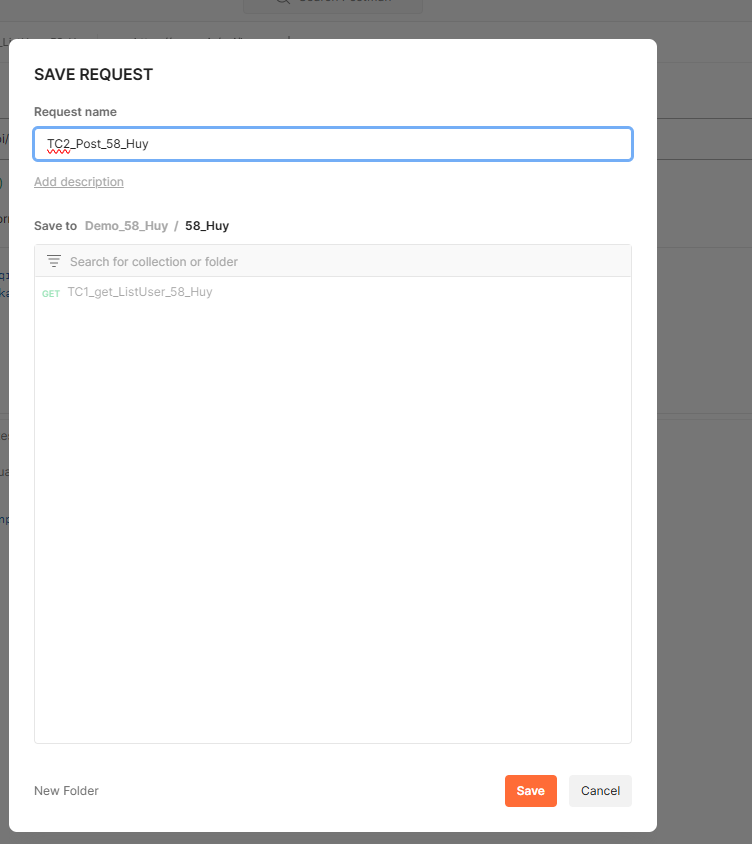 SAVE REQUEST
Request name
TC2_Post_58_Huy
Add description
Save to Demo_58_Huy / 58_Huy
Search for collection or folder
GET TC1_get_ListUser_58_Huy
New Folder
Save
Cancel